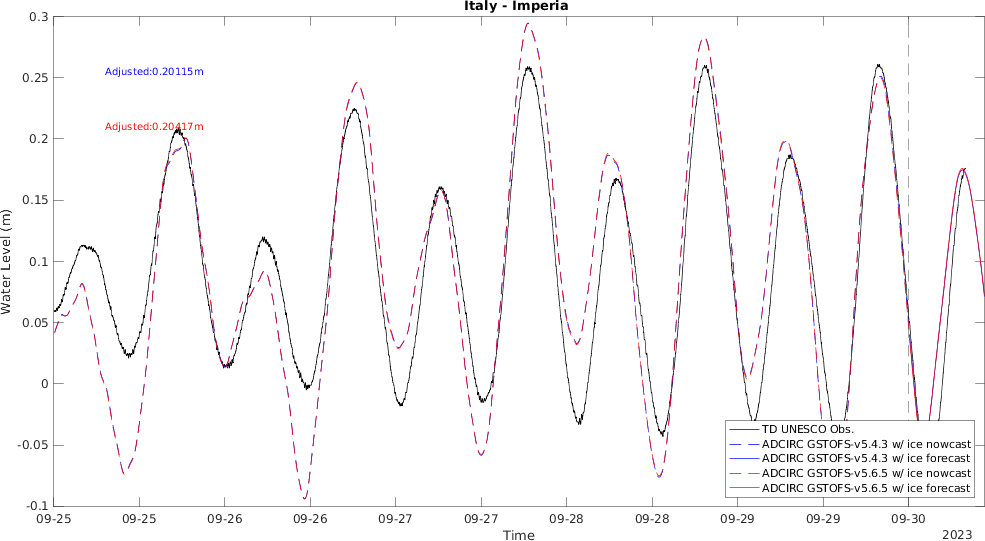 Italy - Imperia
0.3
0.25
0.2
0.15
0.1
0.05
0
-0.05
-0.1
Water Level (m)
Adjusted:0.20115m
Adjusted:0.20417m
TD UNESCO Obs.
ADCIRC GSTOFS-v5.4.3 w/ ice nowcast
ADCIRC GSTOFS-v5.4.3 w/ ice forecast
ADCIRC GSTOFS-v5.6.5 w/ ice nowcast
ADCIRC GSTOFS-v5.6.5 w/ ice forecast
09-25 09-25 09-26 09-26 09-27 09-27 09-28 09-28 09-29 09-29 09-30
Time
2023